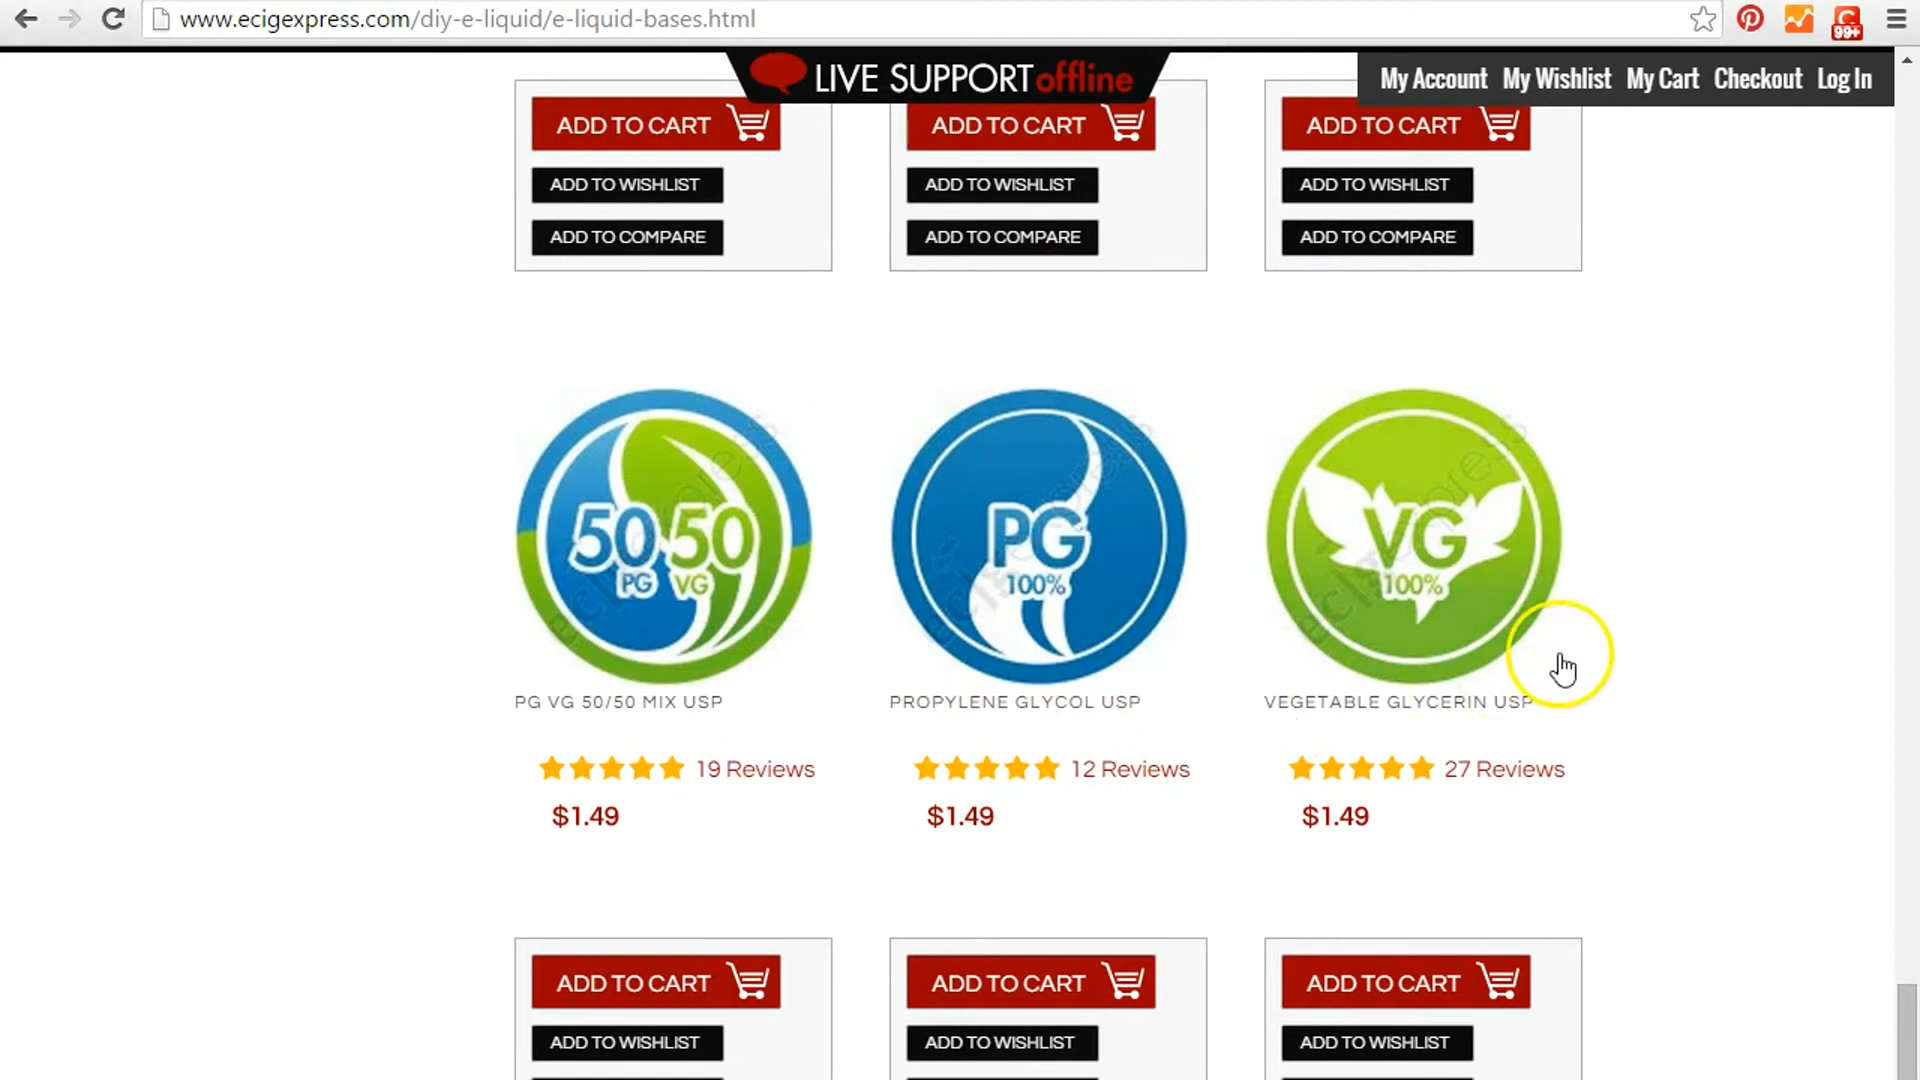 www.ecigexpress.com/diy-e-liquid/e-liquid-bases.html
99+
LIVE SUPPORT offline
My Account My Wishlist My Cart Checkout Log In
ADD TO CART ADD TO CART ADD TO CART
ADD TO WISHLIST ADD TO WISHLIST ADD TO WISHLIST
ADD TO COMPARE ADD TO COMPARE ADD TO COMPARE
50 50 PG VG
PG 100%
VG 100%
PG VG 50/50 MIX USP PROPYLENE GLYCOL USP VEGETABLE GLYCERIN USP
19 Reviews 12 Reviews 27 Reviews
$1.49 $1.49 $1.49
ADD TO CART ADD TO CART ADD TO CART
ADD TO WISHLIST ADD TO WISHLIST ADD TO WISHLIST